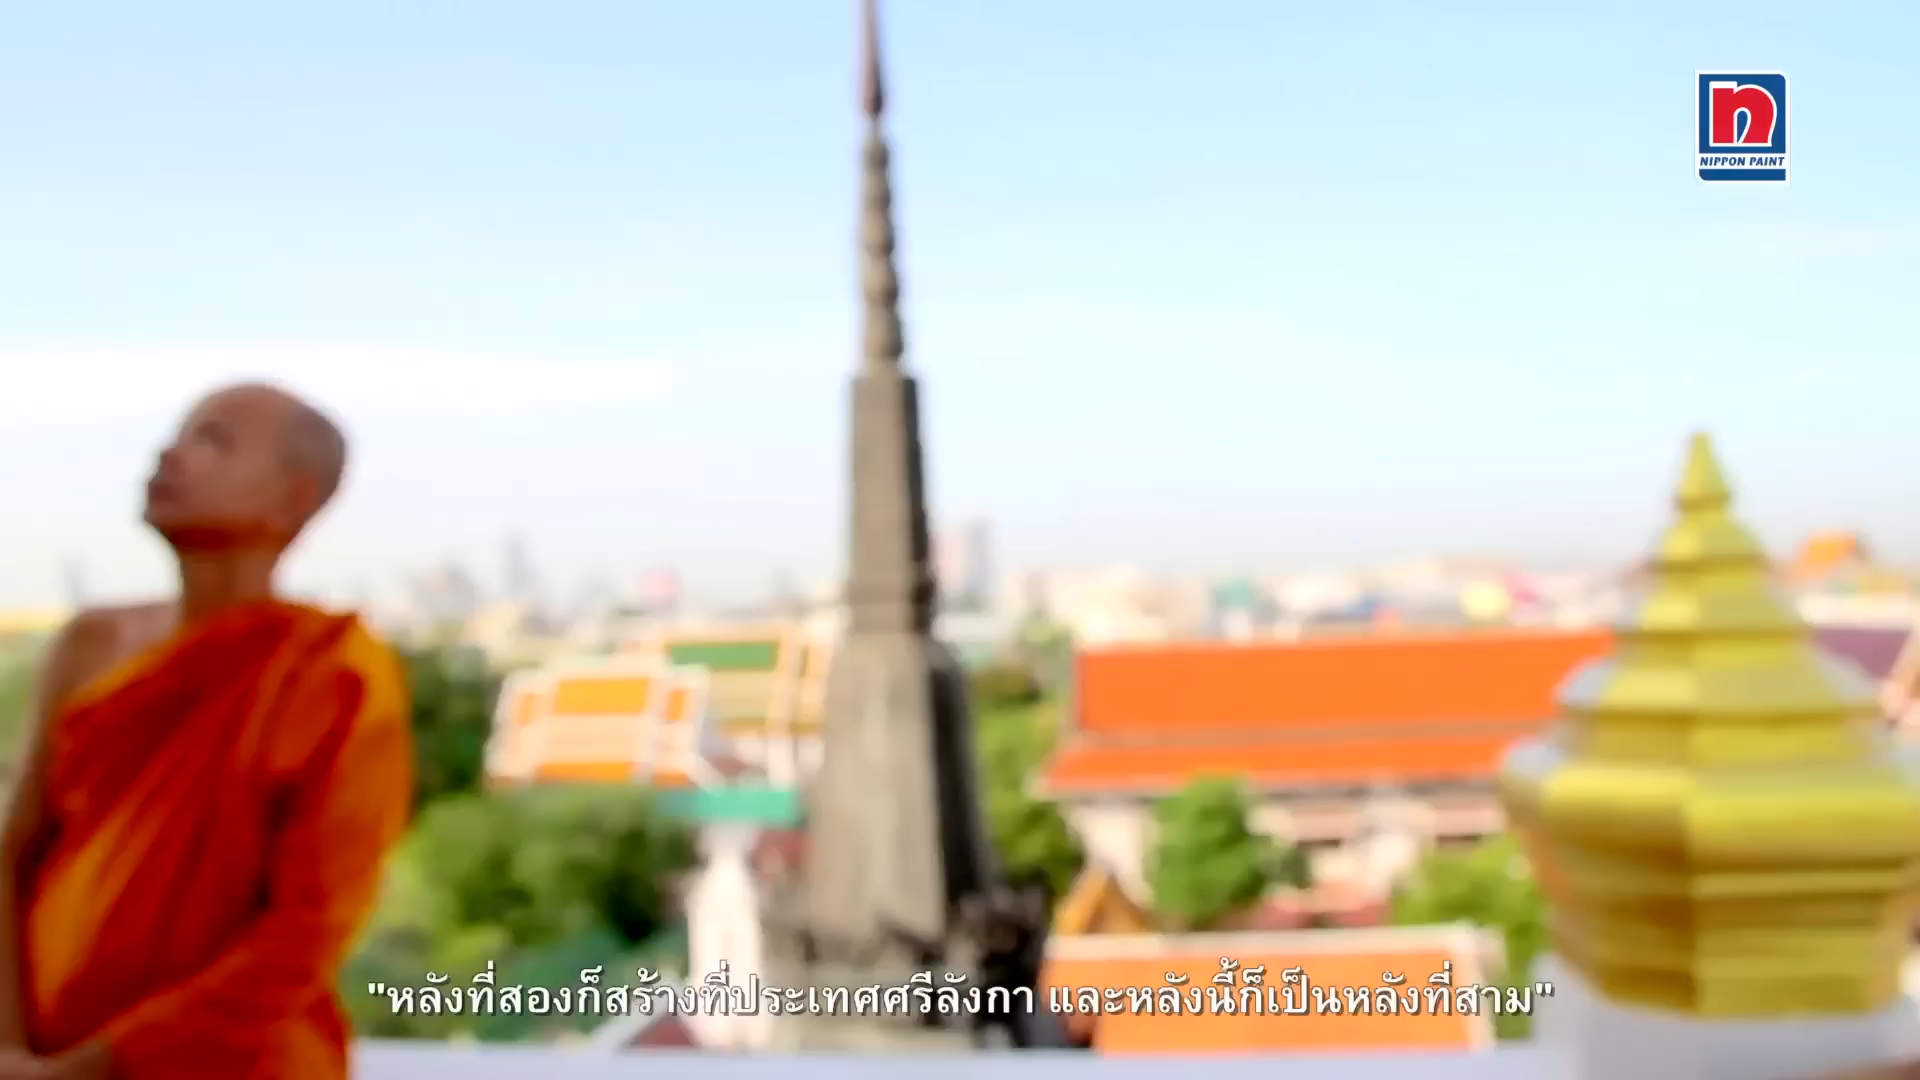 n
NIPPON PAINT
"หลังที่สองก็สร้างที่ประเทศศรีลังกา และหลังนี้ก็เป็นหลังที่สาม"